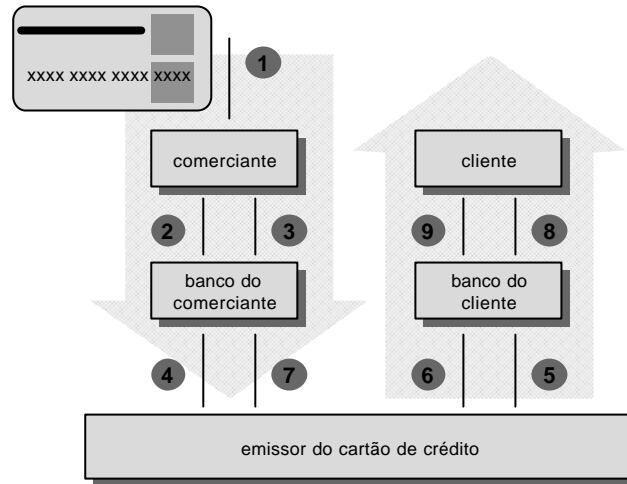 xxxx xxxx xxxx xxxx
1
comerciante
cliente
2
3
9
8
banco do
comerciante
banco do
cliente
4
7
6
5
emissor do cartão de crédito